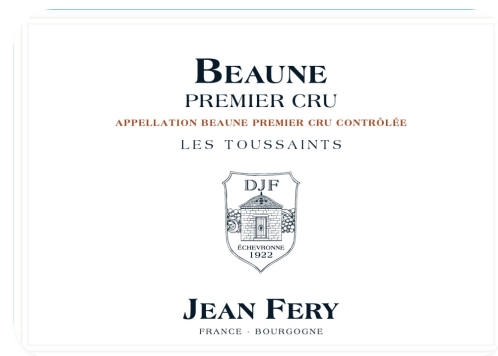 BEAUNE
PREMIER CRU
APPELLATION BEAUNE PREMIER CRU CONTRÔLÉE
LES TOUSSAINTS
DJF
ÉCHEVRONNE
1922
JEAN FERY
FRANCE · BOURGOGNE